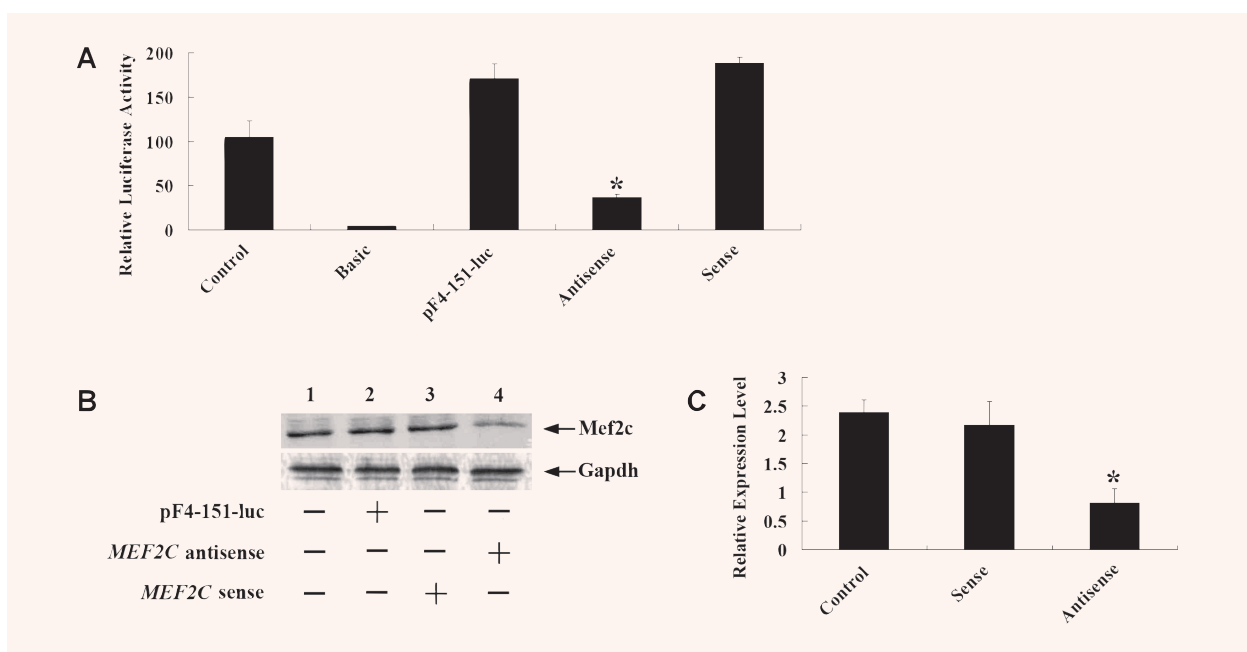 A
Relative Luciferase Activity
200
150
100
50
0
*
Control
Basic
pF4-151-luc
Antisense
Sense
B
1 2 3 4
Mef2c
Gapdh
pF4-151-luc − + − −
MEF2C antisense − − − +
MEF2C sense − − + −
C
Relative Expression Level
3
2.5
2
1.5
1
0.5
0
*
Control
Sense
Antisense